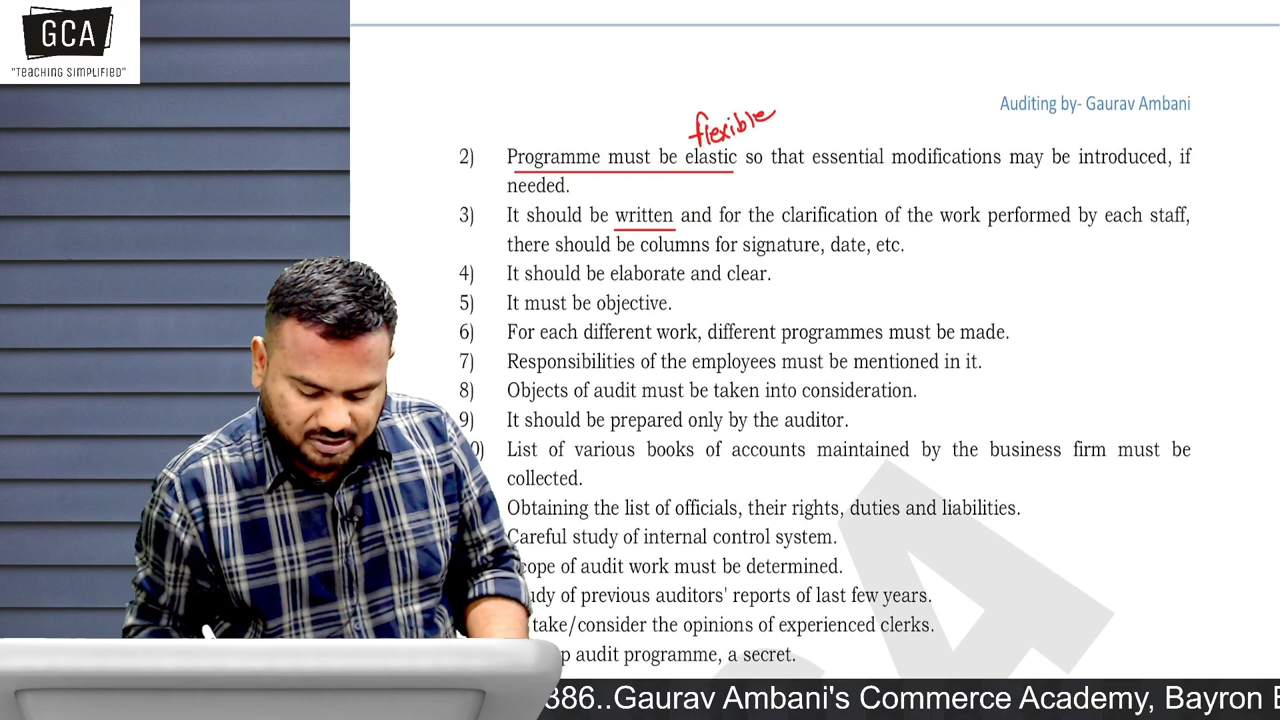 GCA
"TEACHING SIMPLIFIED"
Auditing by- Gaurav Ambani
flexible
2) Programme must be elastic so that essential modifications may be introduced, if
needed.
3) It should be written and for the clarification of the work performed by each staff,
there should be columns for signature, date, etc.
4) It should be elaborate and clear.
5) It must be objective.
6) For each different work, different programmes must be made.
7) Responsibilities of the employees must be mentioned in it.
8) Objects of audit must be taken into consideration.
9) It should be prepared only by the auditor.
0) List of various books of accounts maintained by the business firm must be
collected.
Obtaining the list of officials, their rights, duties and liabilities.
Careful study of internal control system.
cope of audit work must be determined.
udy of previous auditors' reports of last few years.
take/consider the opinions of experienced clerks.
p audit programme, a secret.
386..Gaurav Ambani's Commerce Academy, Bayron